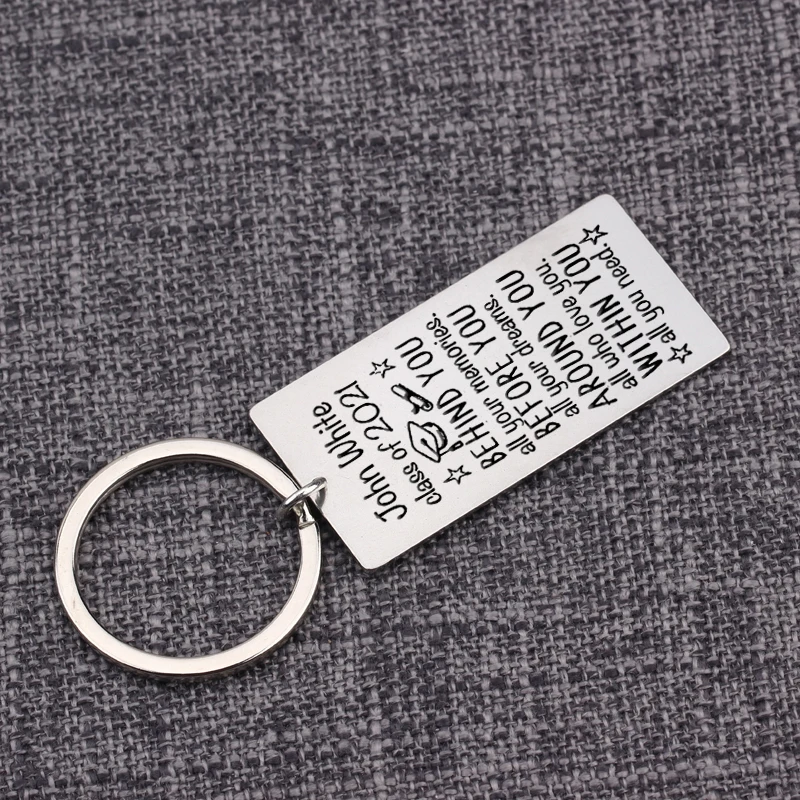 John White
class of 2021
BEHIND YOU
all your memories.
BEFORE YOU
all your dreams.
AROUND YOU
all who love you.
WITHIN YOU
all you need.